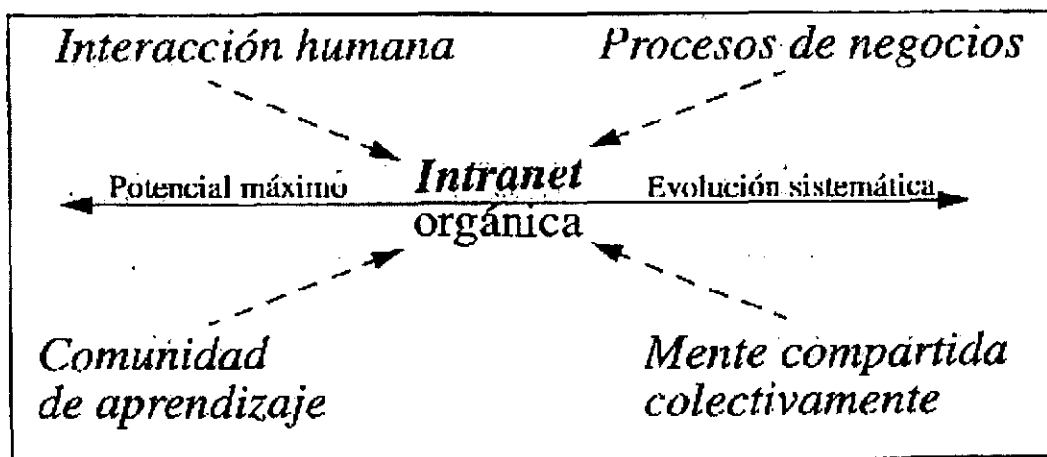 Interacción humana
Procesos de negocios
Potencial máximo
Intranet
orgánica
Evolución sistemática
Comunidad
de aprendizaje
Mente compartida
colectivamente